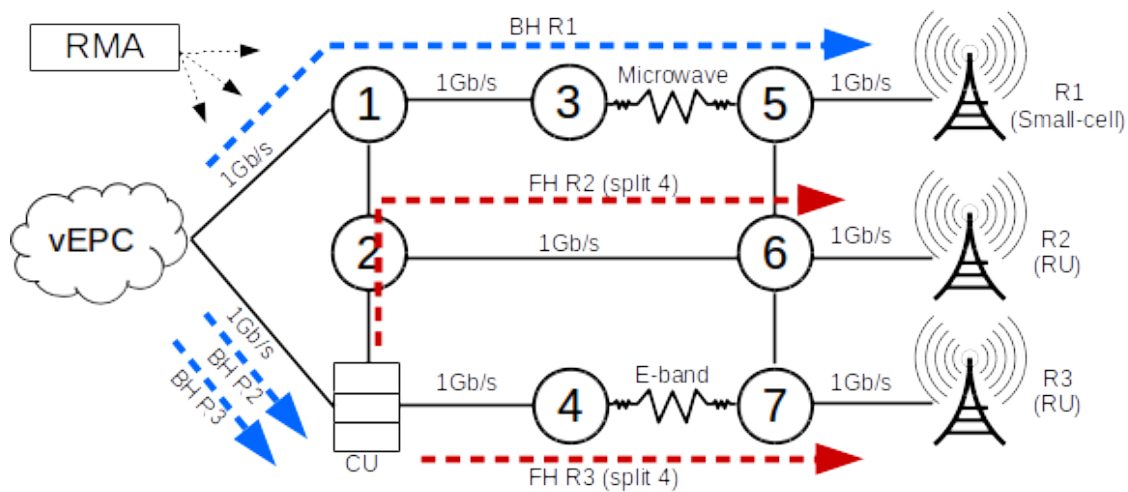 RMA
BH R1
1Gb/s
1
1Gb/s
3
Microwave
5
1Gb/s
R1
(Small-cell)
FH R2 (split 4)
vEPC
2
1Gb/s
6
1Gb/s
R2
(RU)
1Gb/s
BH R2
BH R3
CU
1Gb/s
4
E-band
7
1Gb/s
R3
(RU)
FH R3 (split 4)